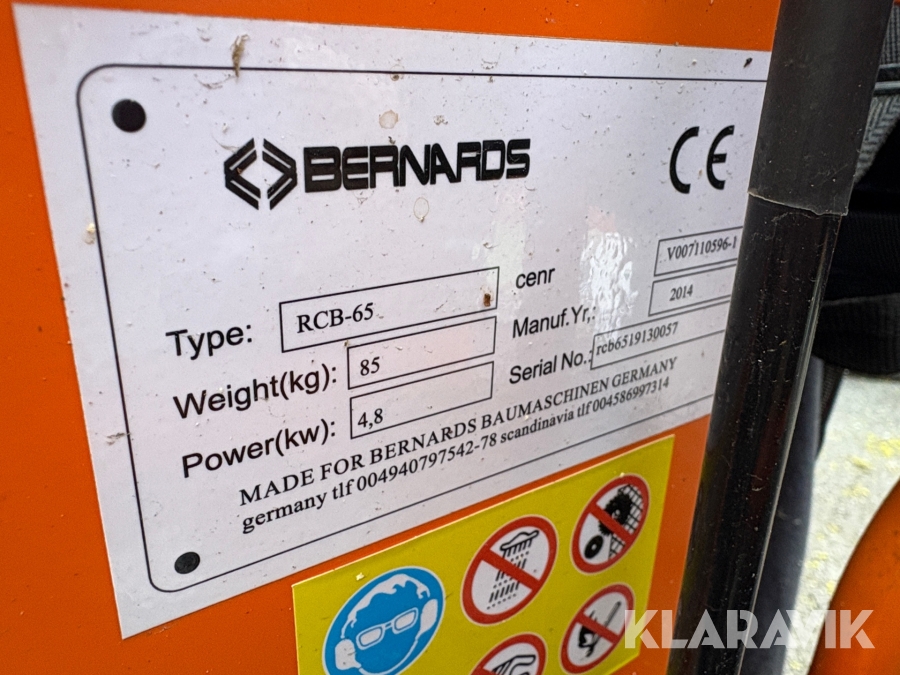 BERNARDS
CE
Type: RCB-65
cenr V007110596-1
Weight(kg): 85
Manuf.Yr,: 2014
Power(kw): 4,8
Serial No.: rcb6519130057
MADE FOR BERNARDS BAUMASCHINEN GERMANY
germany tlf 004940797542-78 scandinavia tlf 004586997314
KLARAVIK